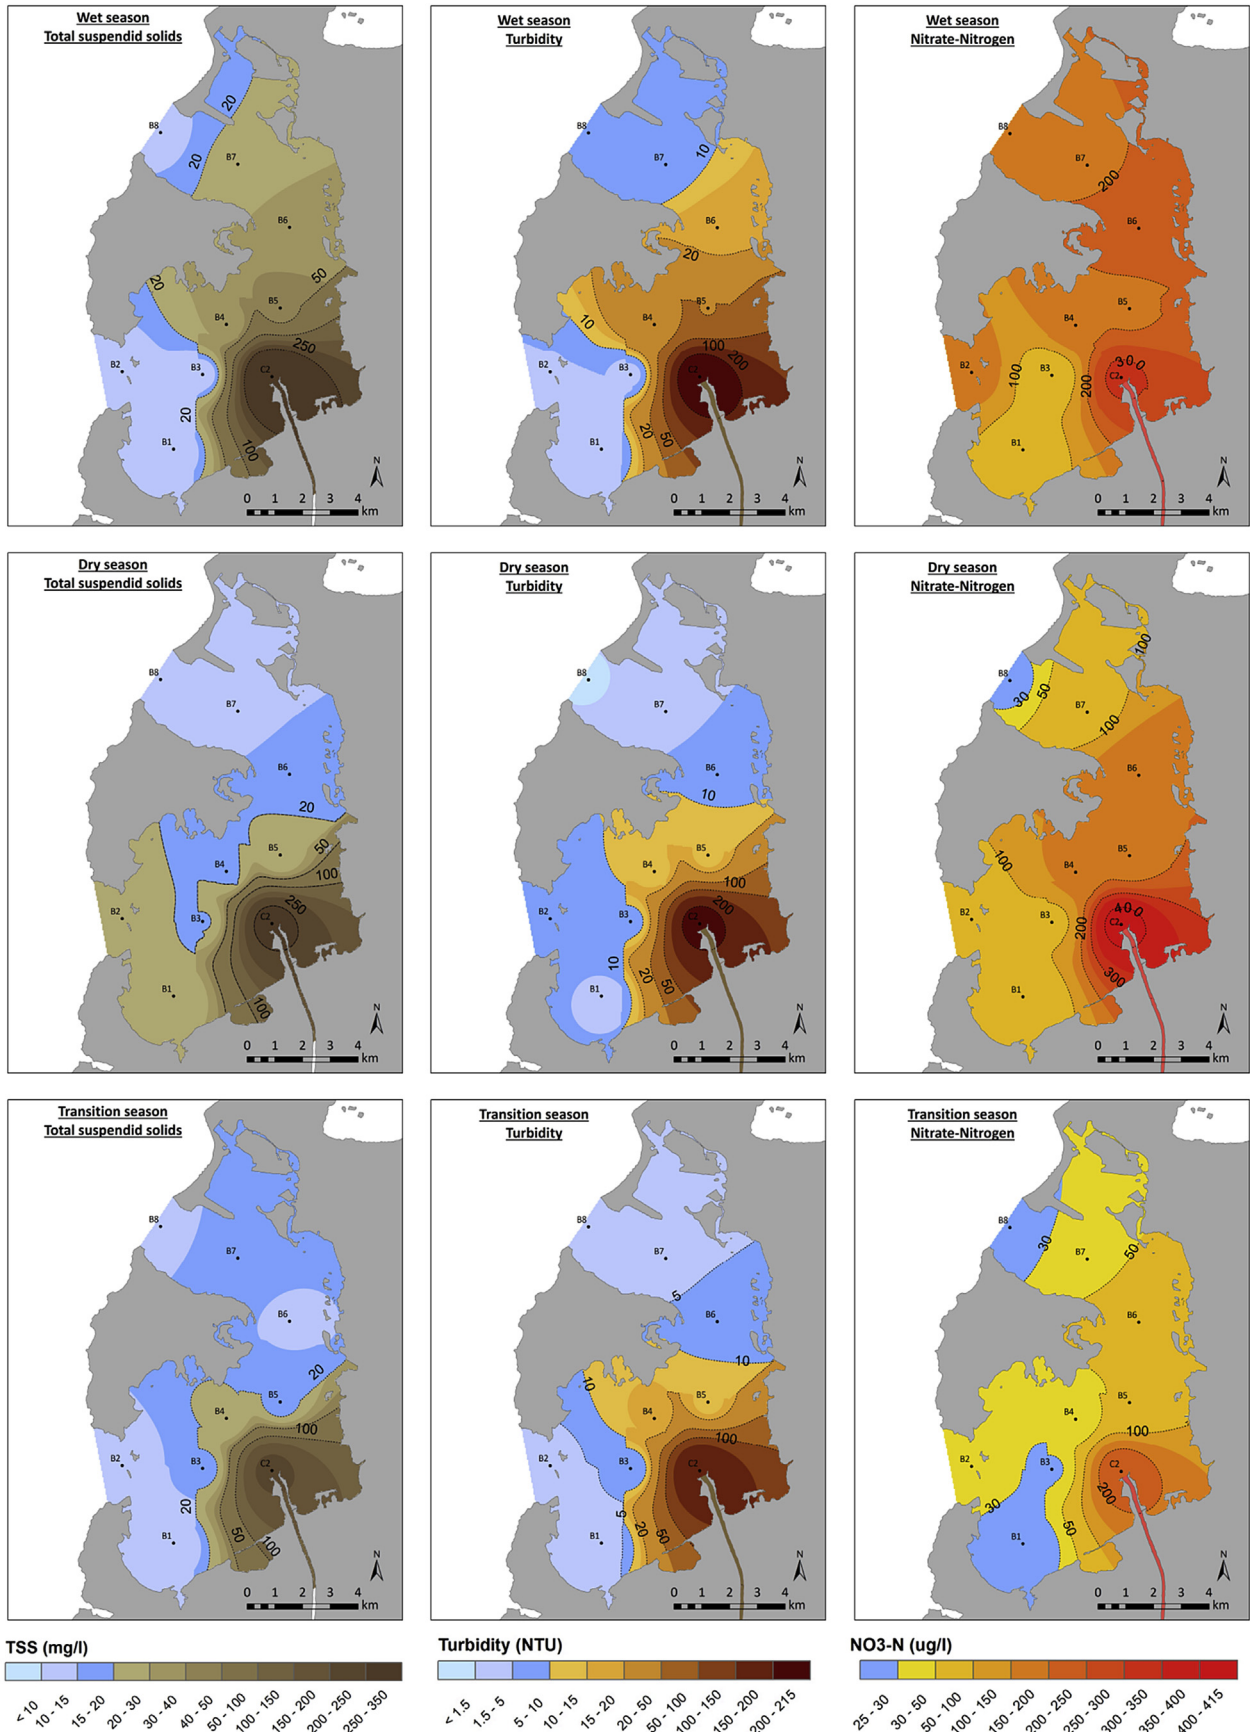 Wet season
Total suspendid solids
20
20
B8
B7
B6
20
50
B5
B4
250
B2
B3
C2
20
B1
100
N
0 1 2 3 4
km
Wet season
Turbidity
B8
10
B7
B6
20
B5
10
B4
100
200
B2
B3
C2
20
50
B1
N
0 1 2 3 4
km
Wet season
Nitrate-Nitrogen
B8
B7
200
B6
B5
B4
300
B2
100
B3
C2
200
B1
N
0 1 2 3 4
km
Dry season
Total suspendid solids
B8
B7
B6
20
50
B5
B4
100
250
B2
B3
C2
B1
100
N
0 1 2 3 4
km
Dry season
Turbidity
B8
B7
B6
10
B5
B4
100
200
B2
B3
C2
10
20
50
B1
N
0 1 2 3 4
km
Dry season
Nitrate-Nitrogen
100
B8
30
50
B7
100
B6
100
B5
B4
400
B2
B3
C2
200
300
B1
N
0 1 2 3 4
km
Transition season
Total suspendid solids
B8
B7
B6
20
B5
B4
100
B2
B3
C2
20
50
100
B1
N
0 1 2 3 4
km
Transition season
Turbidity
B8
B7
5
B6
10
10
B5
B4
100
B2
B3
C2
5
20
50
B1
N
0 1 2 3 4
km
Transition season
Nitrate-Nitrogen
B8
30
50
B7
B6
B5
B4
100
B2
B3
C2
200
30
50
B1
N
0 1 2 3 4
km
TSS (mg/l)
< 10
10 - 15
15 - 20
20 - 30
30 - 40
40 - 50
50 - 100
100 - 150
150 - 200
200 - 250
250 -350
Turbidity (NTU)
< 1.5
1.5 - 5
5 - 10
10 - 15
15 - 20
20 - 50
50 - 100
100 -150
150 - 200
200 - 215
NO3-N (ug/l)
25 - 30
30 - 50
50 - 100
100 - 150
150 - 200
200 - 250
250 - 300
300 - 350
350 - 400
400 - 415